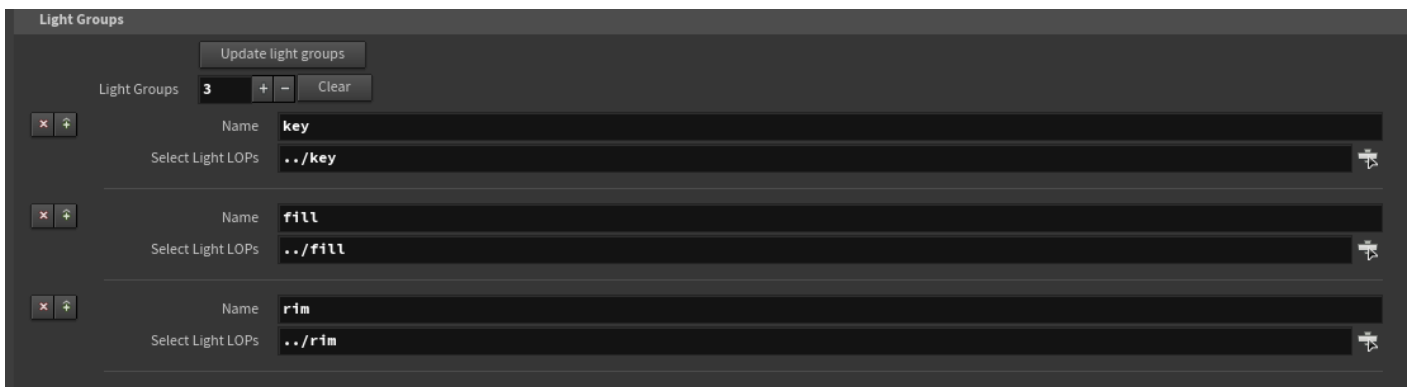 Light Groups
Update light groups
Light Groups 3 + − Clear
Name key
Select Light LOPs ../key
Name fill
Select Light LOPs ../fill
Name rim
Select Light LOPs ../rim